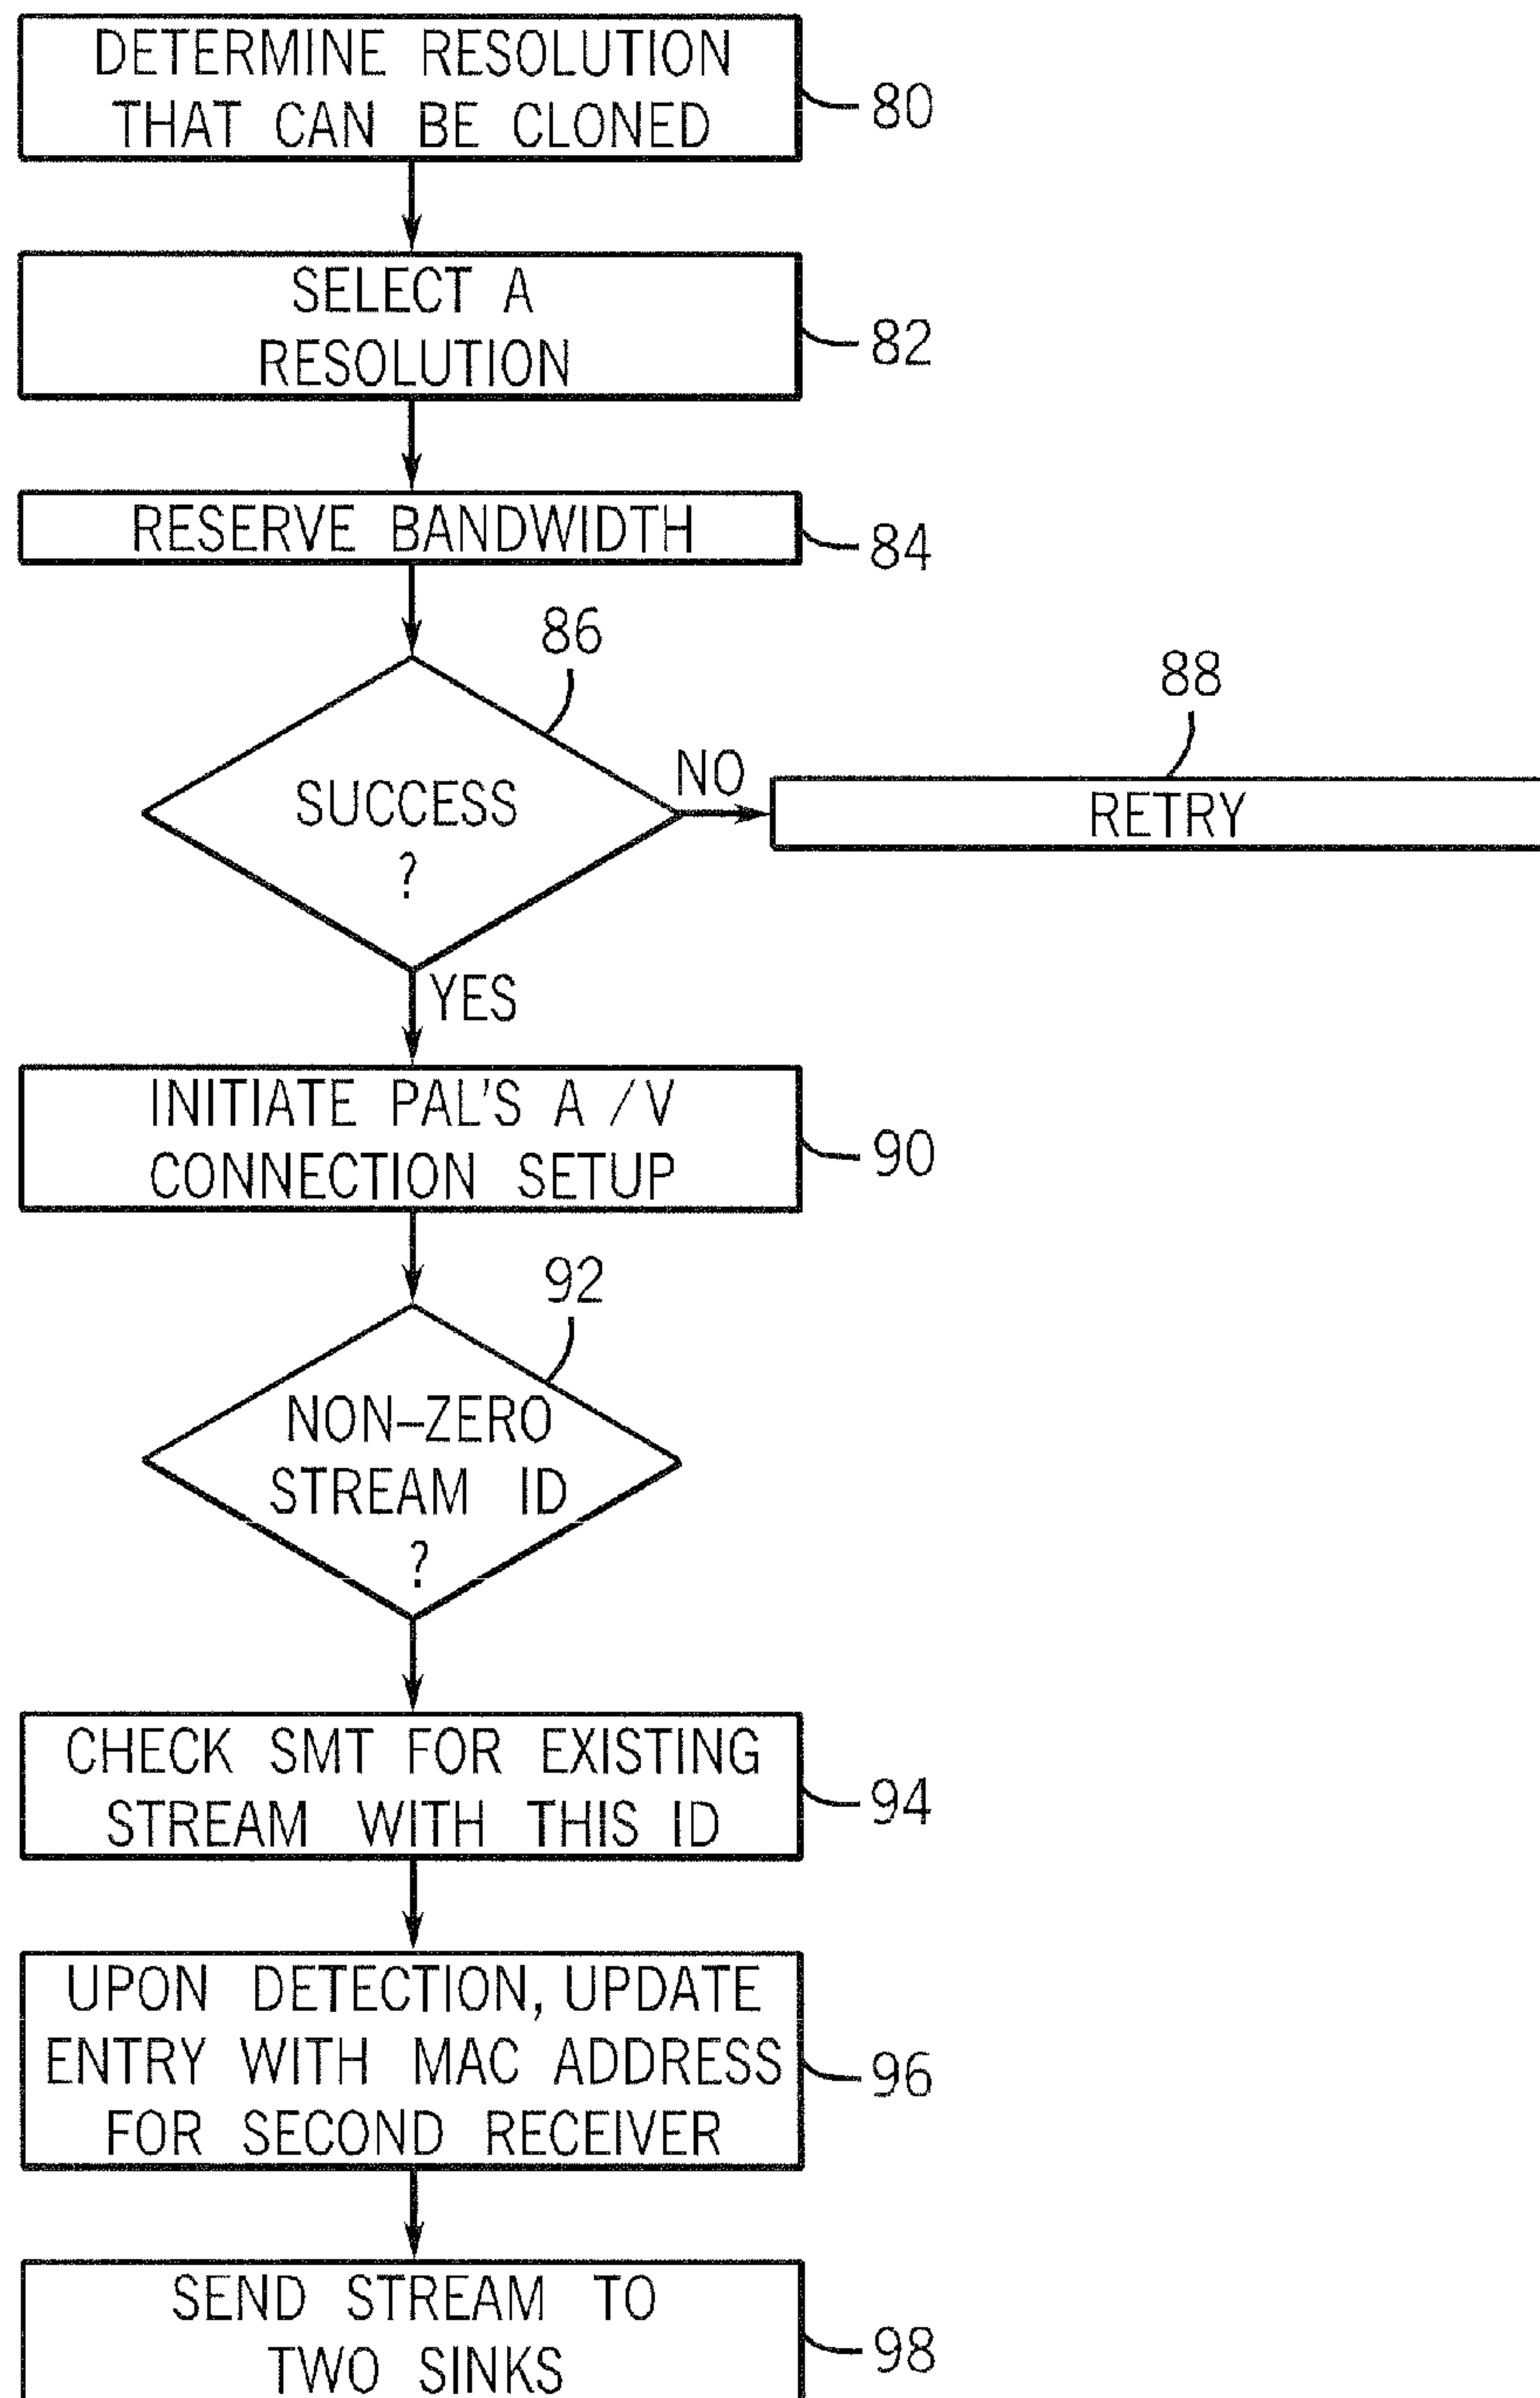 DETERMINE RESOLUTION
THAT CAN BE CLONED
80
SELECT A
RESOLUTION
82
RESERVE BANDWIDTH
84
86
SUCCESS
?
NO
88
RETRY
YES
INITIATE PAL'S A /V
CONNECTION SETUP
90
92
NON-ZERO
STREAM ID
?
CHECK SMT FOR EXISTING
STREAM WITH THIS ID
94
UPON DETECTION, UPDATE
ENTRY WITH MAC ADDRESS
FOR SECOND RECEIVER
96
SEND STREAM TO
TWO SINKS
98